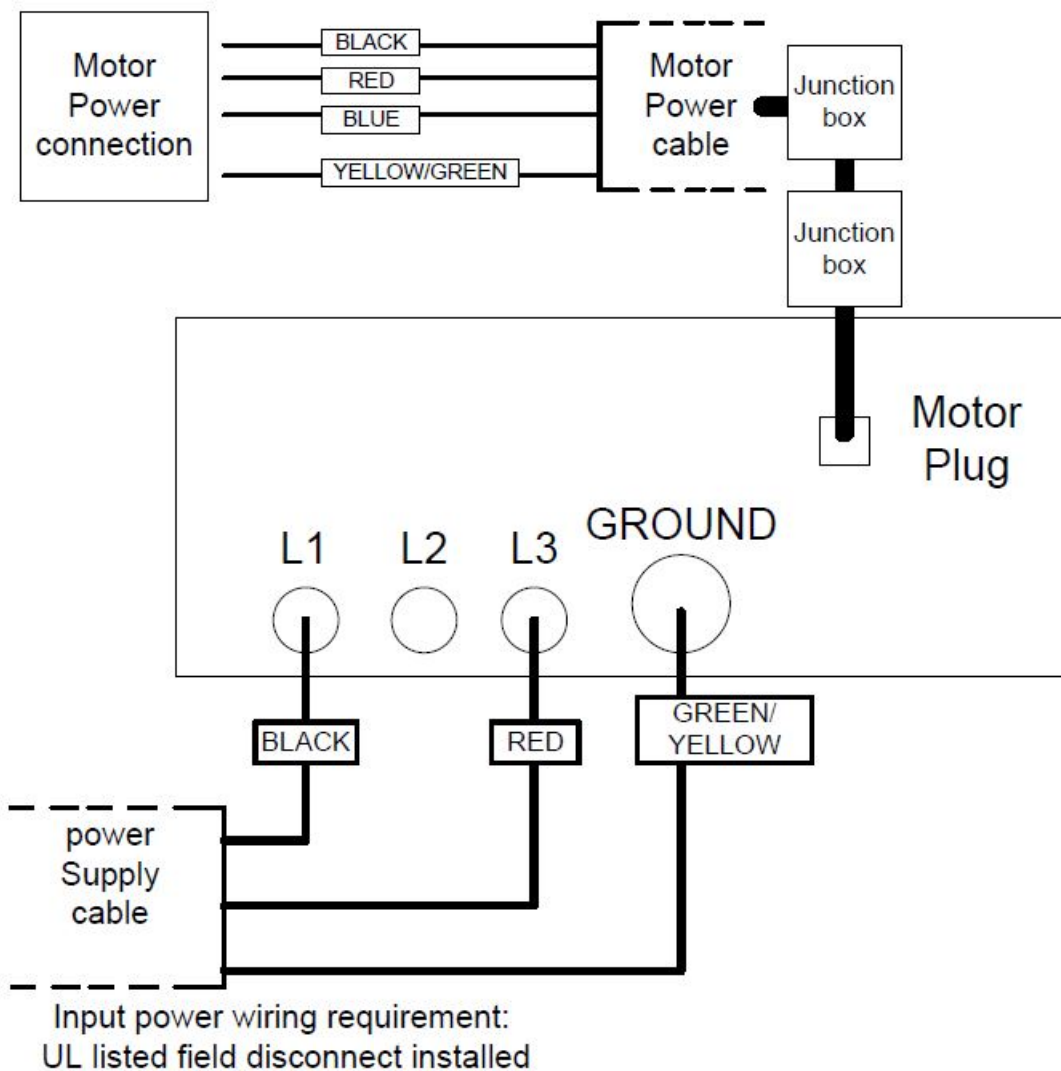 Motor
Power
connection
BLACK
RED
BLUE
YELLOW/GREEN
Motor
Power
cable
Junction
box
Junction
box
Motor
Plug
L1
L2
L3
GROUND
BLACK
RED
GREEN/
YELLOW
power
Supply
cable
Input power wiring requirement:
UL listed field disconnect installed